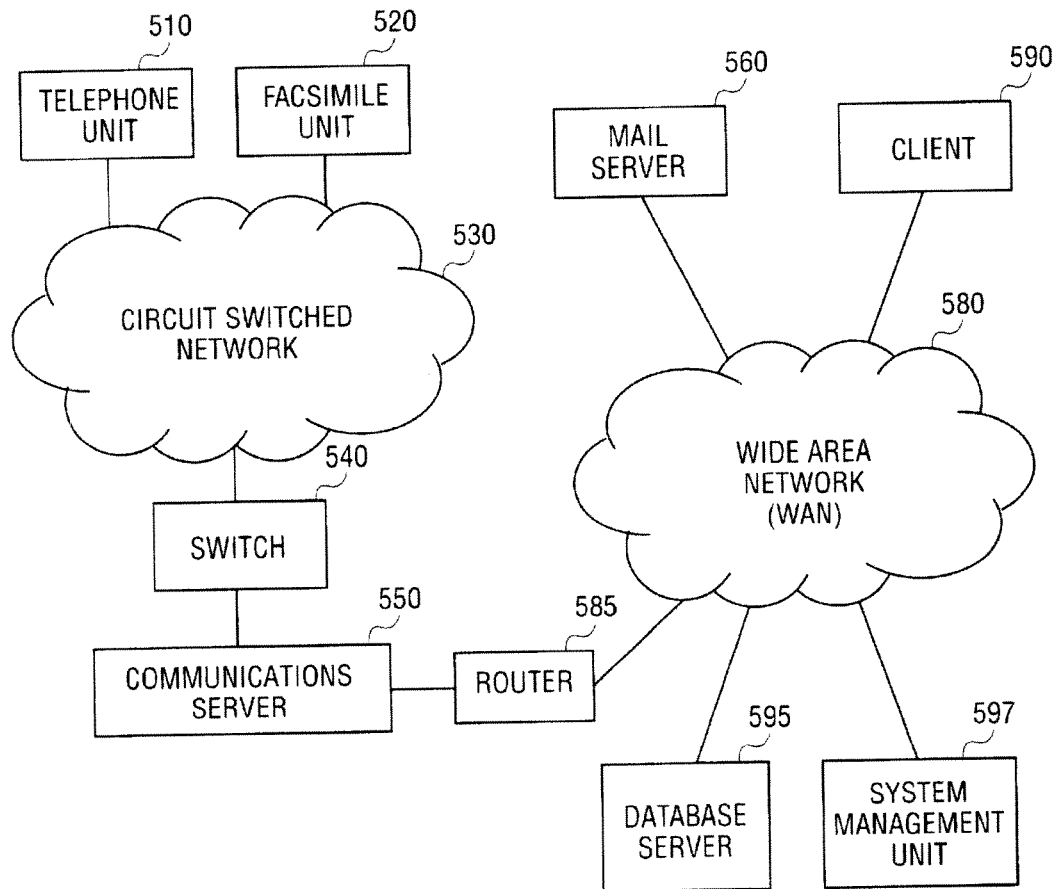 510
TELEPHONE
UNIT
520
FACSIMILE
UNIT
530
CIRCUIT SWITCHED
NETWORK
540
SWITCH
550
COMMUNICATIONS
SERVER
585
ROUTER
560
MAIL
SERVER
590
CLIENT
580
WIDE AREA
NETWORK
(WAN)
595
DATABASE
SERVER
597
SYSTEM
MANAGEMENT
UNIT